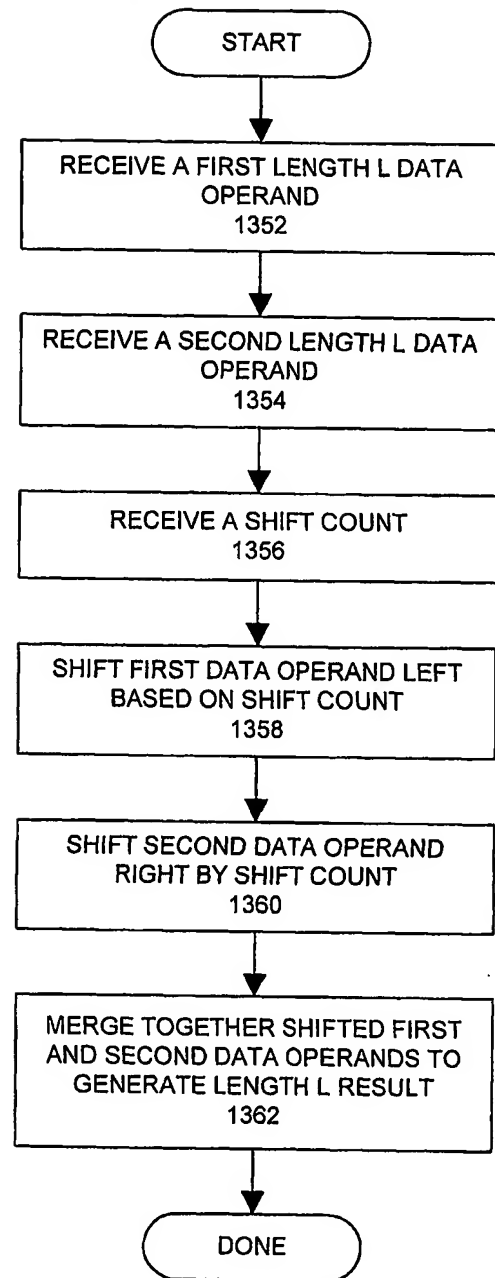 START
RECEIVE A FIRST LENGTH L DATA
OPERAND
1352
RECEIVE A SECOND LENGTH L DATA
OPERAND
1354
RECEIVE A SHIFT COUNT
1356
SHIFT FIRST DATA OPERAND LEFT
BASED ON SHIFT COUNT
1358
SHIFT SECOND DATA OPERAND
RIGHT BY SHIFT COUNT
1360
MERGE TOGETHER SHIFTED FIRST
AND SECOND DATA OPERANDS TO
GENERATE LENGTH L RESULT
1362
DONE